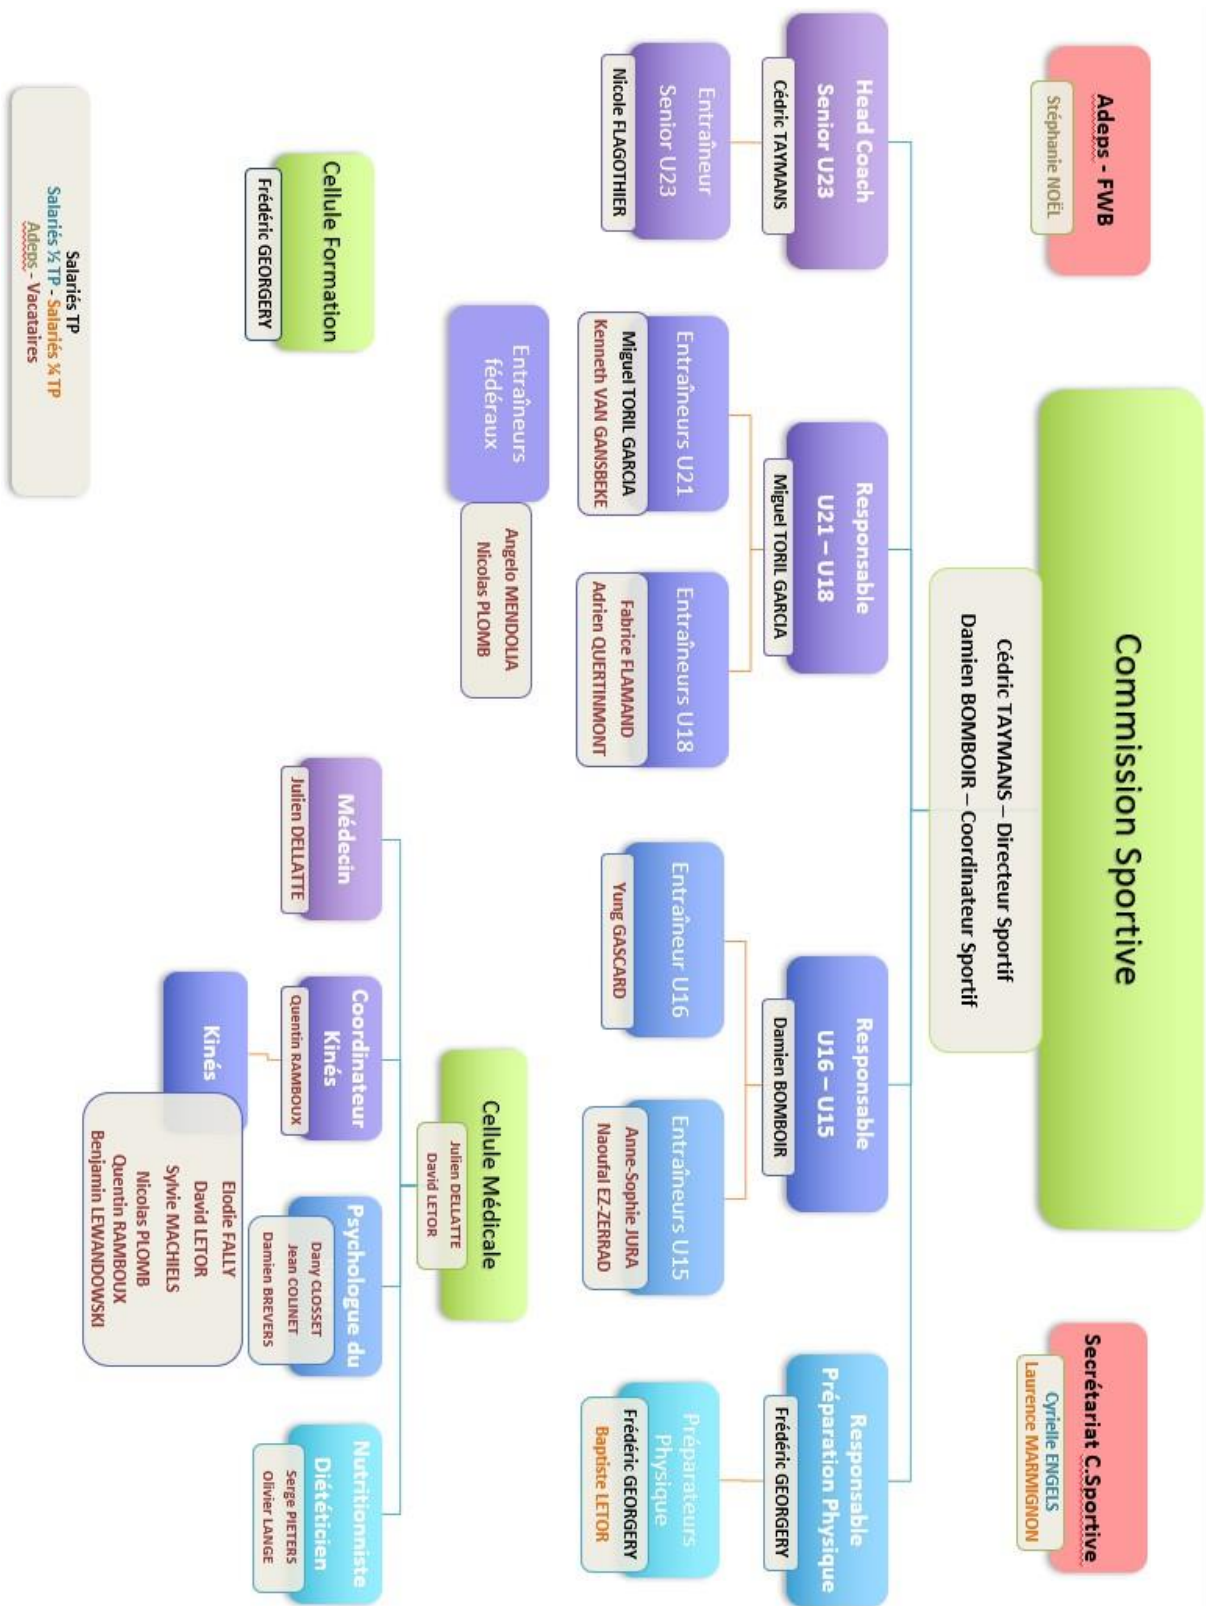 Commission Sportive
Cédric TAYMANS – Directeur Sportif
Damien BOMBOIR – Coordinateur Sportif
Adeps - FWB
Stéphanie NOËL
Secrétariat C.Sportive
Cyrielle ENGELS
Laurence MARMIGNON
Head Coach
Senior U23
Cédric TAYMANS
Entraîneur
Senior U23
Nicole FLAGOTHIER
Responsable
U21 – U18
Miguel TORIL GARCIA
Entraîneurs U21
Miguel TORIL GARCIA
Kenneth VAN GANSBEKE
Entraîneurs U18
Fabrice FLAMAND
Adrien QUERTINMONT
Responsable
U16 – U15
Damien BOMBOIR
Entraîneur U16
Yung GASCARD
Entraîneurs U15
Anne-Sophie JURA
Naoufal EZ-ZERRAD
Responsable
Préparation Physique
Frédéric GEORGERY
Préparateurs
Physique
Frédéric GEORGERY
Baptiste LETOR
Entraîneurs
fédéraux
Angelo MENDOLIA
Nicolas PLOMB
Cellule Formation
Frédéric GEORGERY
Cellule Médicale
Julien DELLATTE
David LETOR
Médecin
Julien DELLATTE
Coordinateur
Kinés
Quentin RAMBOUX
Kinés
Elodie FALLY
David LETOR
Sylvie MACHIELS
Nicolas PLOMB
Quentin RAMBOUX
Benjamin LEWANDOWSKI
Psychologue du
Dany CLOSSET
Jean COLINET
Damien BREVERS
Nutritionniste
Diététicien
Serge PIETERS
Olivier LANGE
Salariés TP
Salariés ½ TP - Salariés ¼ TP
Adeps - Vacataires